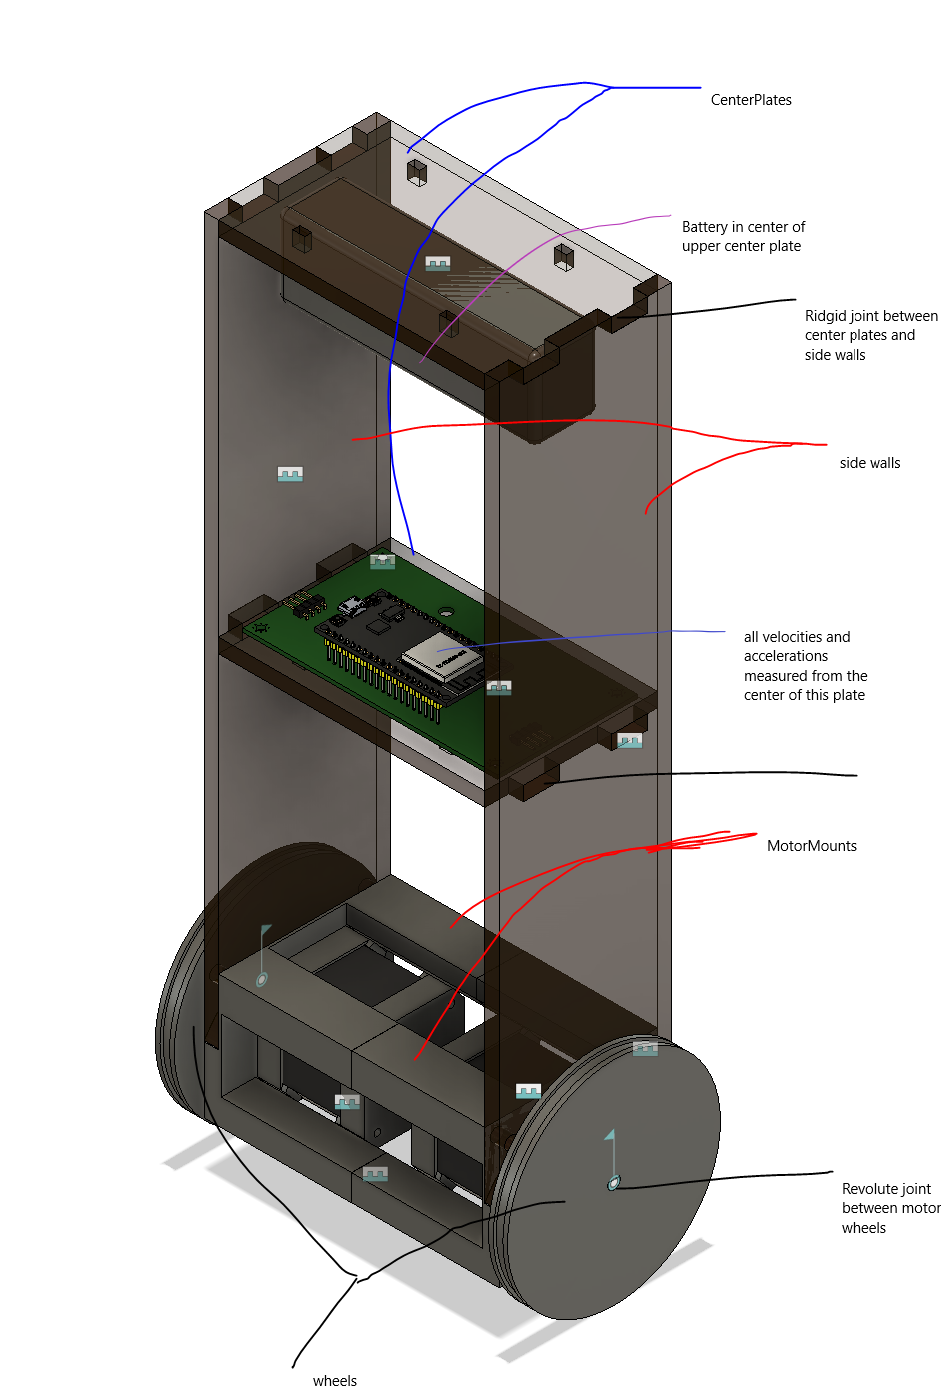 CenterPlates
Battery in center of
upper center plate
Ridgid joint between
center plates and
side walls
side walls
all velocities and
accelerations
measured from the
center of this plate
MotorMounts
Revolute joint
between motor
wheels
wheels